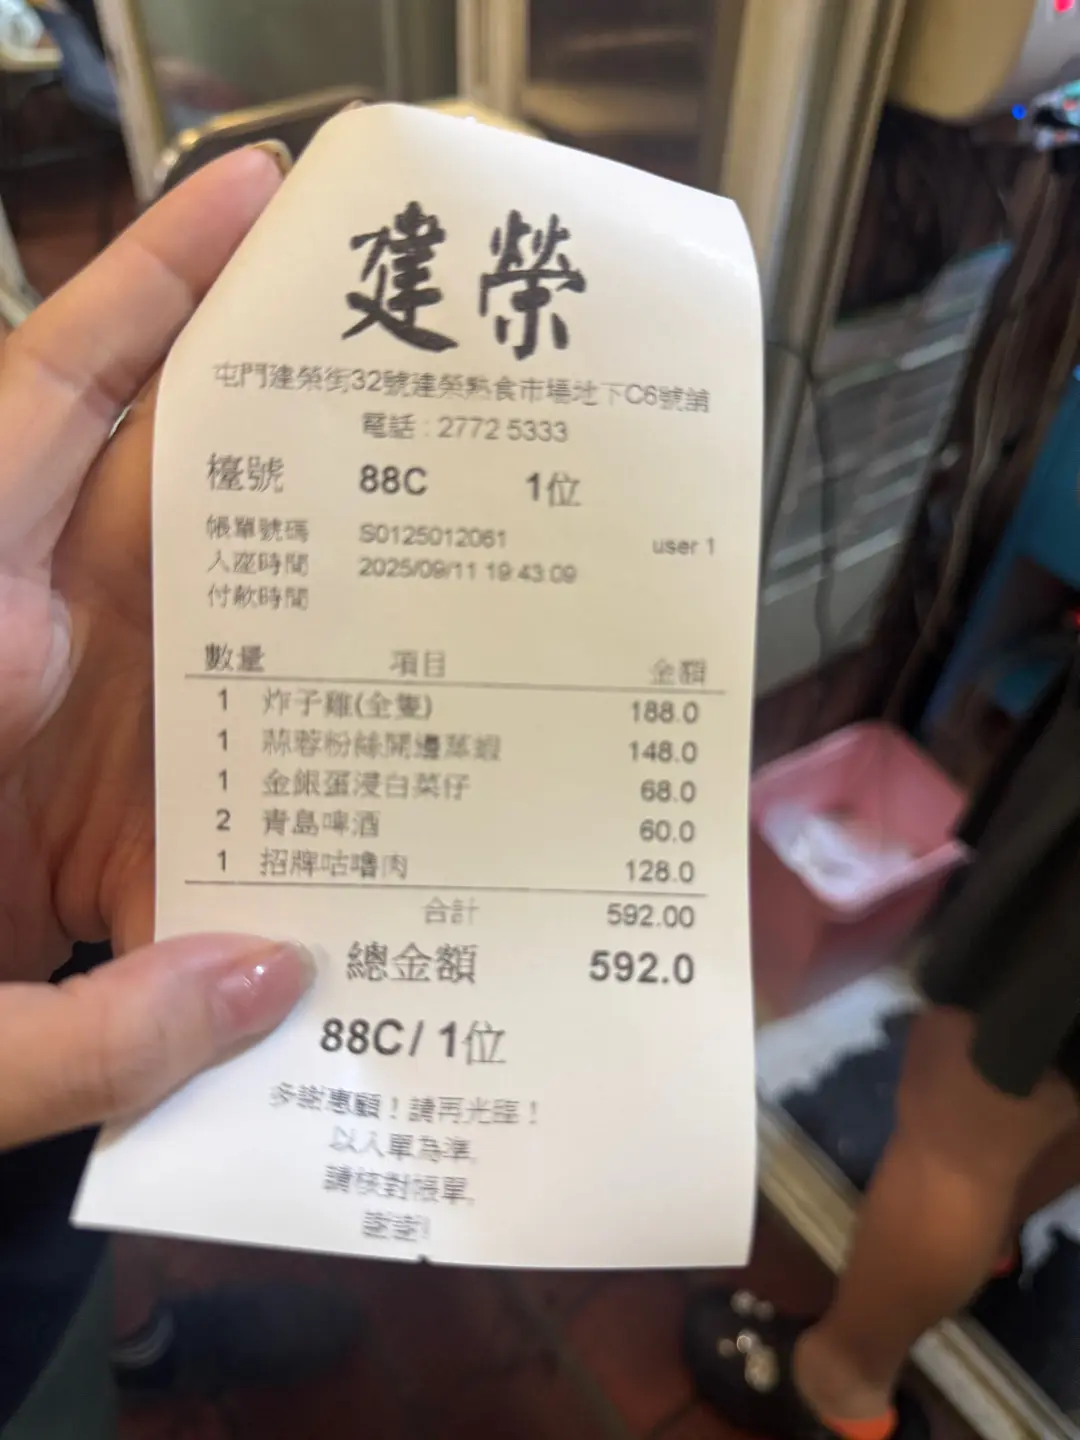 建榮
屯門建榮街32號建榮熟食市場地下C6號舖
電話：2772 5333
檯號 88C 1位
帳單號碼 S0125012061 user 1
入座時間 2025/09/11 19:43:09
付款時間
數量 項目 金額
1 炸子雞(全隻) 188.0
1 蒜蓉粉絲開邊蒸蝦 148.0
1 金銀蛋浸白菜仔 68.0
2 青島啤酒 60.0
1 招牌咕嚕肉 128.0
合計 592.00
總金額 592.0
88C/ 1位
多謝惠顧！請再光臨！
以入單為準,
請核對帳單,
謝謝!